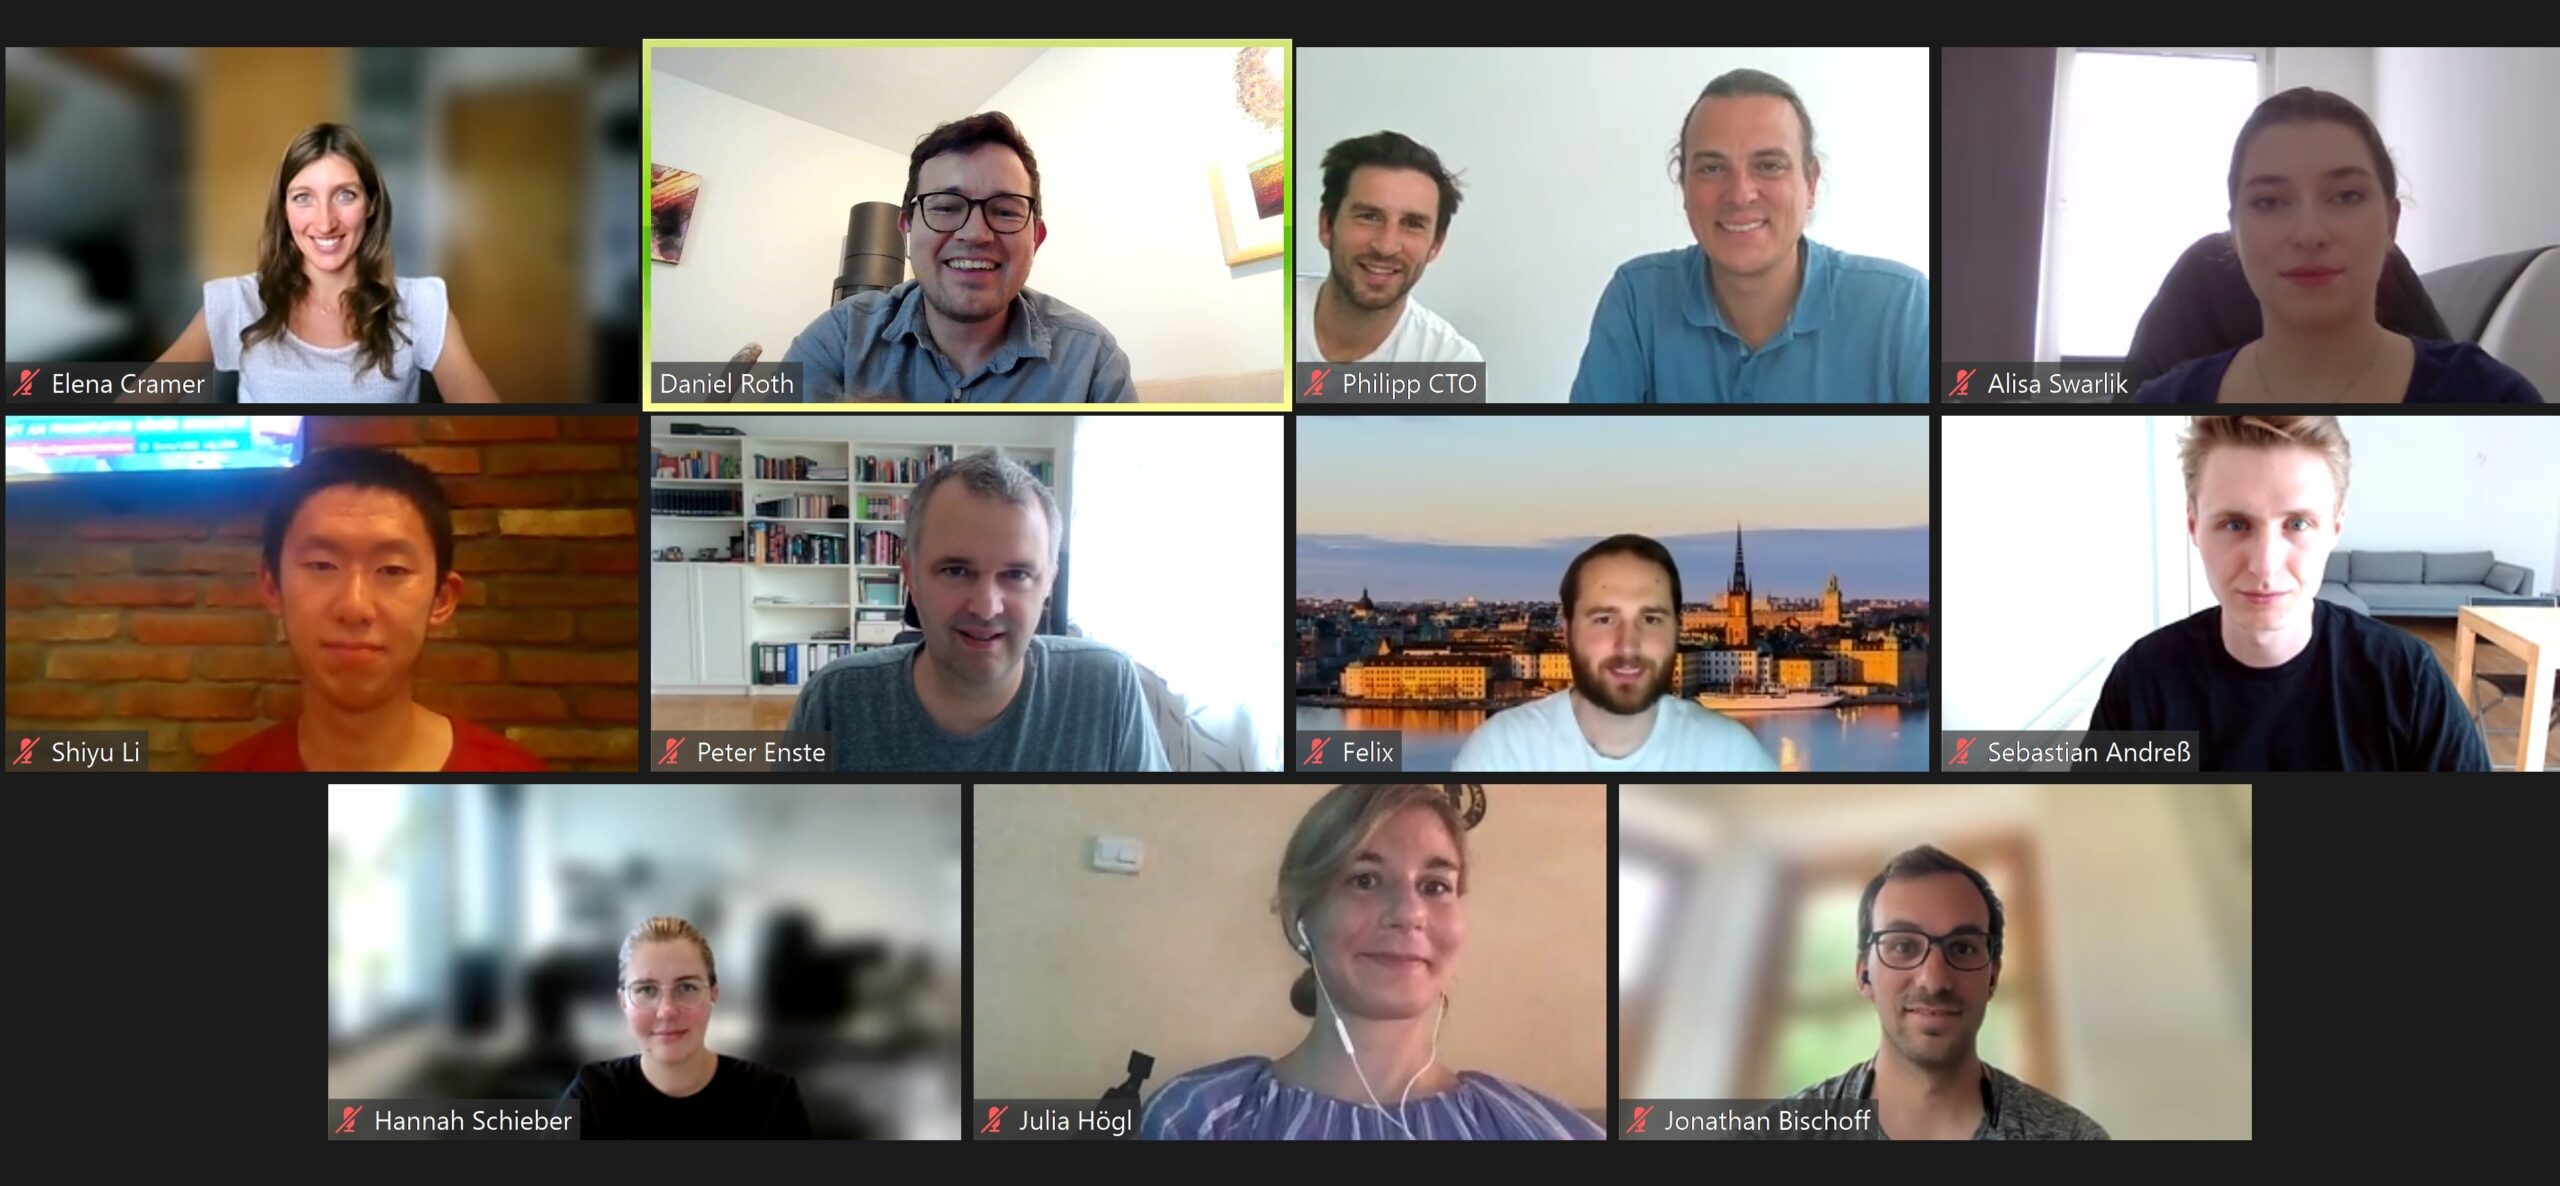 Elena Cramer
Daniel Roth
Philipp CTO
Alisa Swarlik
Shiyu Li
Peter Enste
Felix
Sebastian Andreß
Hannah Schieber
Julia Högl
Jonathan Bischoff